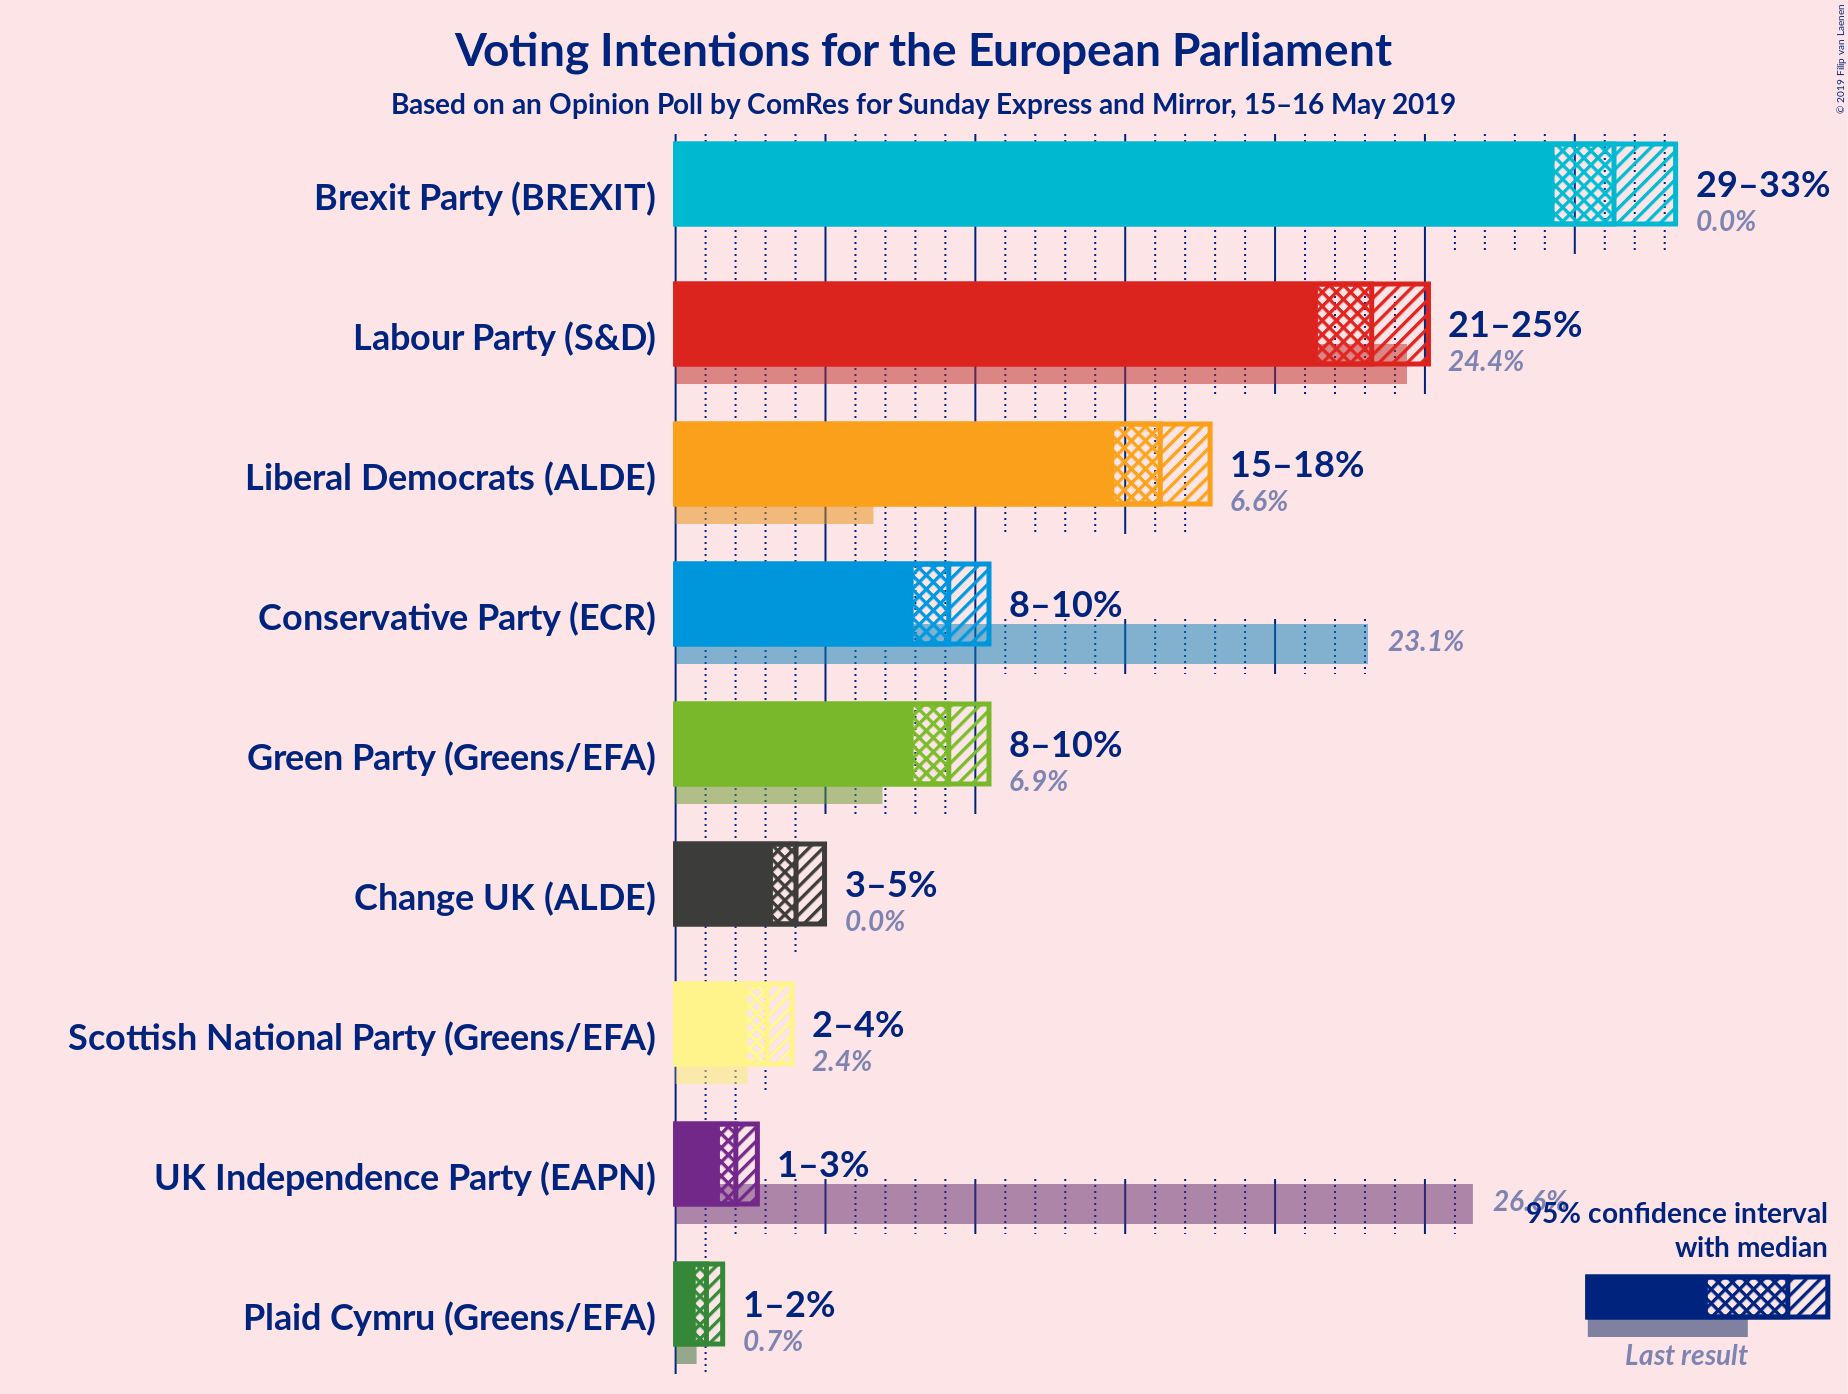 Voting Intentions for the European Parliament
Based on an Opinion Poll by ComRes for Sunday Express and Mirror, 15–16 May 2019
© 2019 Filip van Laenen
Brexit Party (BREXIT)
29–33%
0.0%
Labour Party (S&D)
21–25%
24.4%
Liberal Democrats (ALDE)
15–18%
6.6%
Conservative Party (ECR)
8–10%
23.1%
Green Party (Greens/EFA)
8–10%
6.9%
Change UK (ALDE)
3–5%
0.0%
Scottish National Party (Greens/EFA)
2–4%
2.4%
UK Independence Party (EAPN)
1–3%
26.6%
95% confidence interval
with median
Plaid Cymru (Greens/EFA)
1–2%
0.7%
Last result